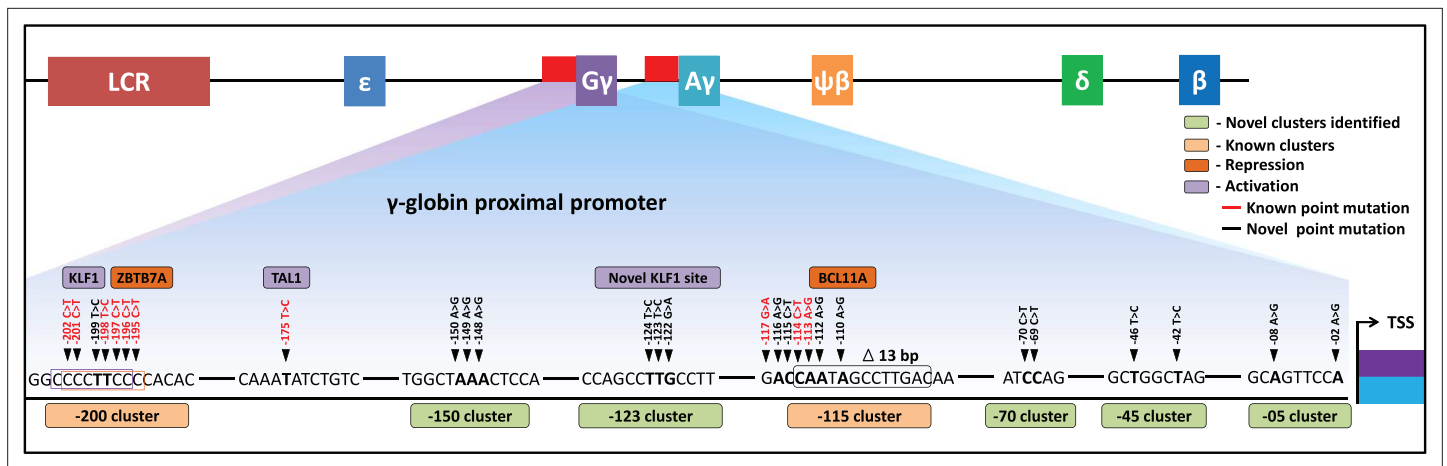 LCR ε Gγ Aγ ψβ δ β
- Novel clusters identified
- Known clusters
- Repression
- Activation
Known point mutation
Novel point mutation
γ-globin proximal promoter
KLF1 ZBTB7A TAL1 Novel KLF1 site BCL11A
-202 C>T
-201 C>T
-199 T>C
-198 T>C
-197 C>T
-196 C>T
-195 C>T
-175 T>C
-150 A>G
-149 A>G
-148 A>G
-124 T>C
-123 T>C
-122 G>A
-117 G>A
-116 A>G
-115 C>T
-114 C>T
-113 A>G
-112 A>G
-110 A>G
-70 C>T
-69 C>T
-46 T>C
-42 T>C
-08 A>G
-02 A>G
TSS
Δ 13 bp
GGCCCCTTCCCCACAC CAAATATCTGTC TGGCTAAACTCCA CCAGCCTTGCCTT GACCAATAGCCTTGACAA ATCCAG GCTGGCTAG GCAGTTCCA
-200 cluster -150 cluster -123 cluster -115 cluster -70 cluster -45 cluster -05 cluster